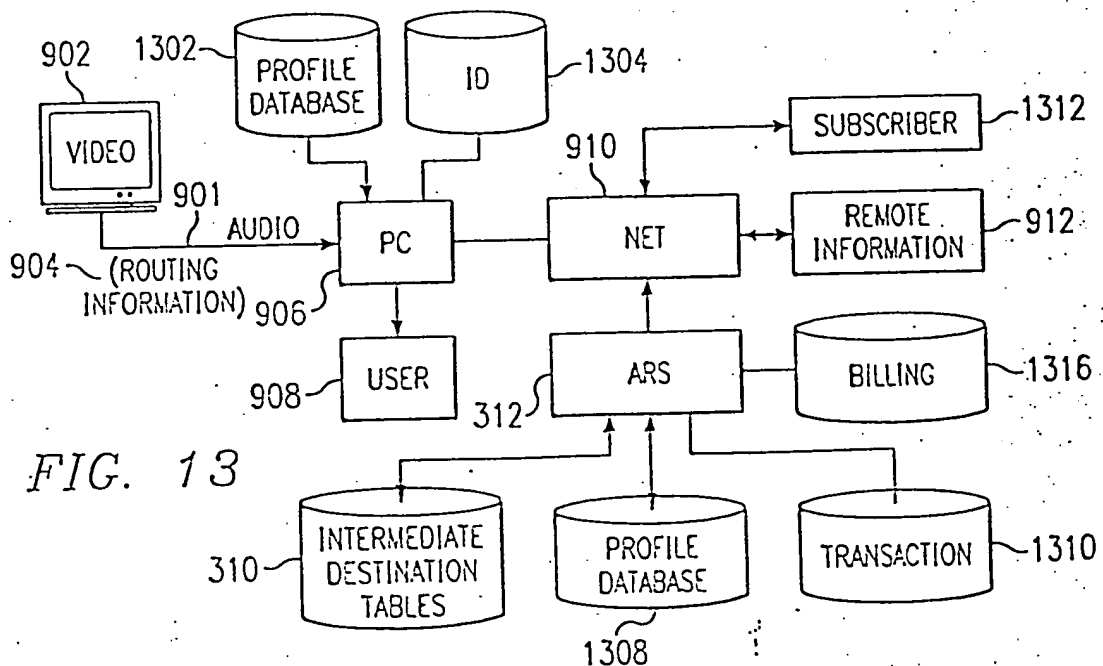 1302
902
PROFILE
DATABASE
ID
1304
VIDEO
SUBSCRIBER
1312
910
901
AUDIO
PC
NET
REMOTE
INFORMATION
912
904
(ROUTING
INFORMATION)
906
USER
908
ARS
312
BILLING
1316
FIG. 13
310
INTERMEDIATE
DESTINATION
TABLES
PROFILE
DATABASE
TRANSACTION
1310
1308